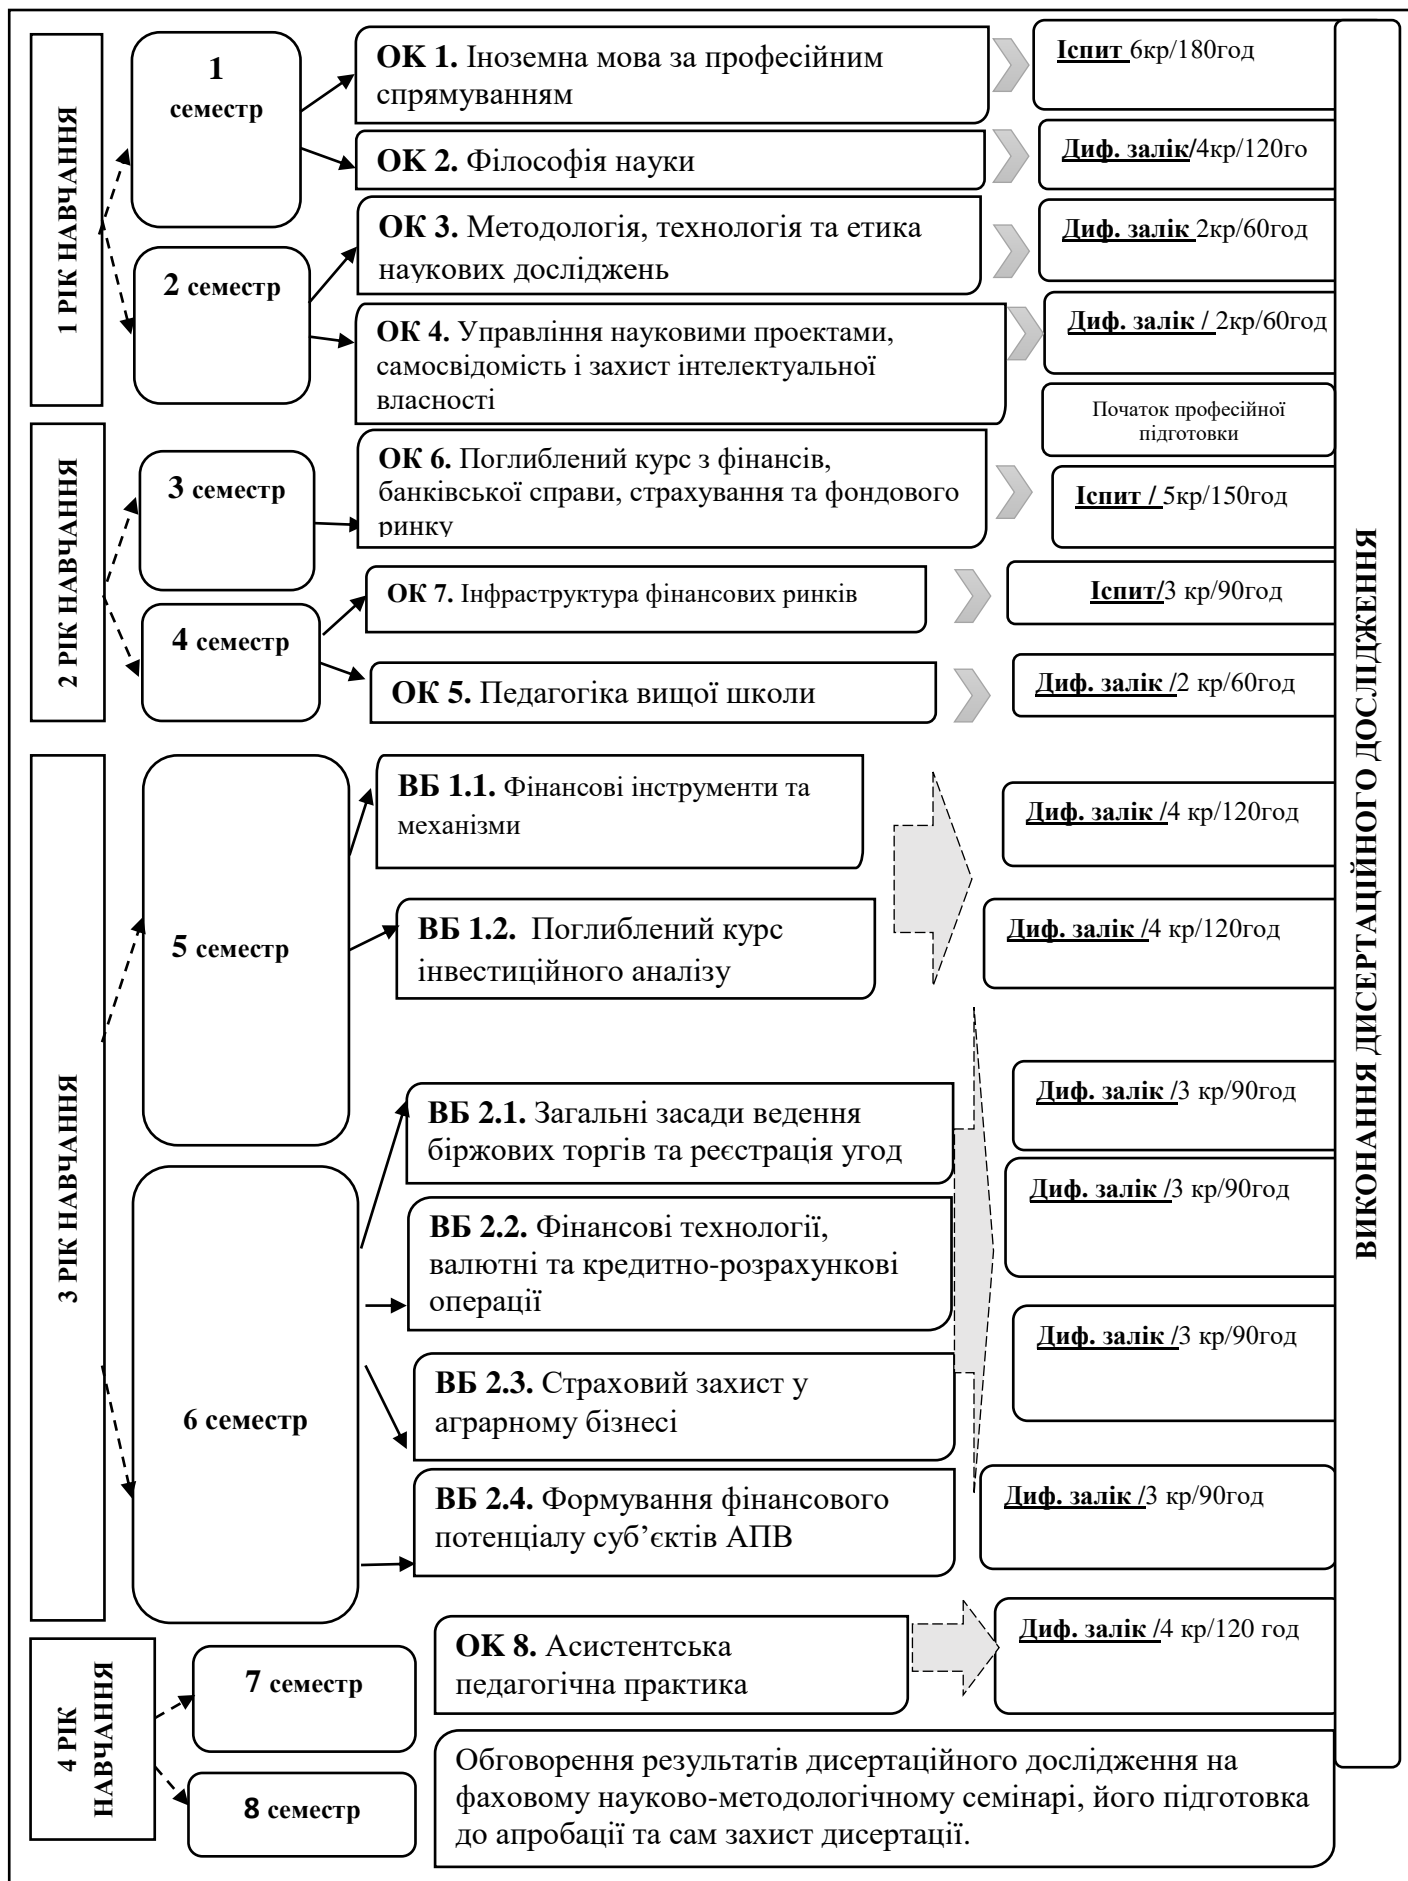 1 РІК НАВЧАННЯ
1
семестр
ОК 1. Іноземна мова за професійним
спрямуванням
Іспит 6кр/180год
ОК 2. Філософія науки
Диф. залік/4кр/120го
2 семестр
ОК 3. Методологія, технологія та етика
наукових досліджень
Диф. залік 2кр/60год
ОК 4. Управління науковими проектами,
самосвідомість і захист інтелектуальної
власності
Диф. залік / 2кр/60год
Початок професійної
підготовки
2 РІК НАВЧАННЯ
3 семестр
ОК 6. Поглиблений курс з фінансів,
банківської справи, страхування та фондового
ринку
Іспит / 5кр/150год
4 семестр
ОК 7. Інфраструктура фінансових ринків
Іспит/3 кр/90год
ОК 5. Педагогіка вищої школи
Диф. залік /2 кр/60год
3 РІК НАВЧАННЯ
5 семестр
ВБ 1.1. Фінансові інструменти та
механізми
Диф. залік /4 кр/120год
ВБ 1.2. Поглиблений курс
інвестиційного аналізу
Диф. залік /4 кр/120год
6 семестр
ВБ 2.1. Загальні засади ведення
біржових торгів та реєстрація угод
Диф. залік /3 кр/90год
ВБ 2.2. Фінансові технології,
валютні та кредитно-розрахункові
операції
Диф. залік /3 кр/90год
ВБ 2.3. Страховий захист у
аграрному бізнесі
Диф. залік /3 кр/90год
ВБ 2.4. Формування фінансового
потенціалу суб’єктів АПВ
Диф. залік /3 кр/90год
4 РІК
НАВЧАННЯ
7 семестр
ОК 8. Асистентська
педагогічна практика
Диф. залік /4 кр/120 год
8 семестр
Обговорення результатів дисертаційного дослідження на
фаховому науково-методологічному семінарі, його підготовка
до апробації та сам захист дисертації.
ВИКОНАННЯ ДИСЕРТАЦІЙНОГО ДОСЛІДЖЕННЯ